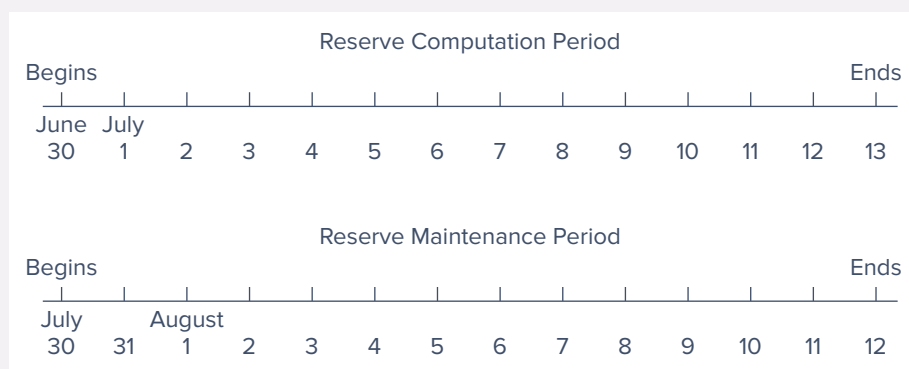 Reserve Computation Period
Begins Ends
June July
30 1 2 3 4 5 6 7 8 9 10 11 12 13
Reserve Maintenance Period
Begins Ends
July August
30 31 1 2 3 4 5 6 7 8 9 10 11 12